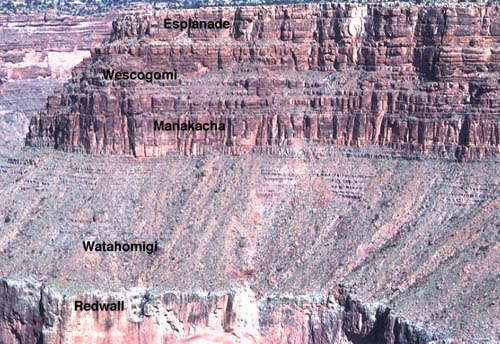 Esplanade
Wescogomi
Manakacha
Watahomigi
Redwall